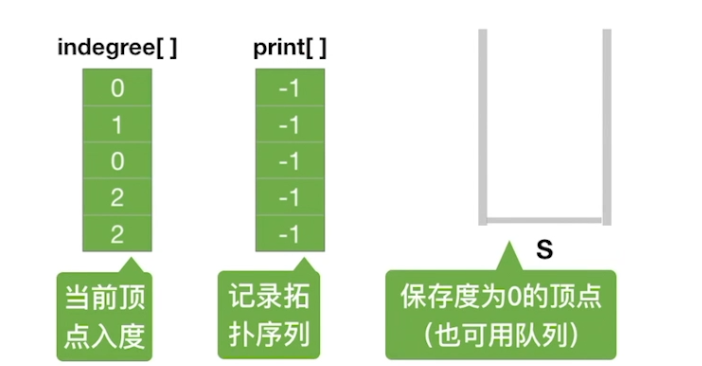 indegree[ ]
print[ ]
0
1
0
2
2
-1
-1
-1
-1
-1
S
当前顶
点入度
记录拓
扑序列
保存度为0的顶点
（也可用队列）